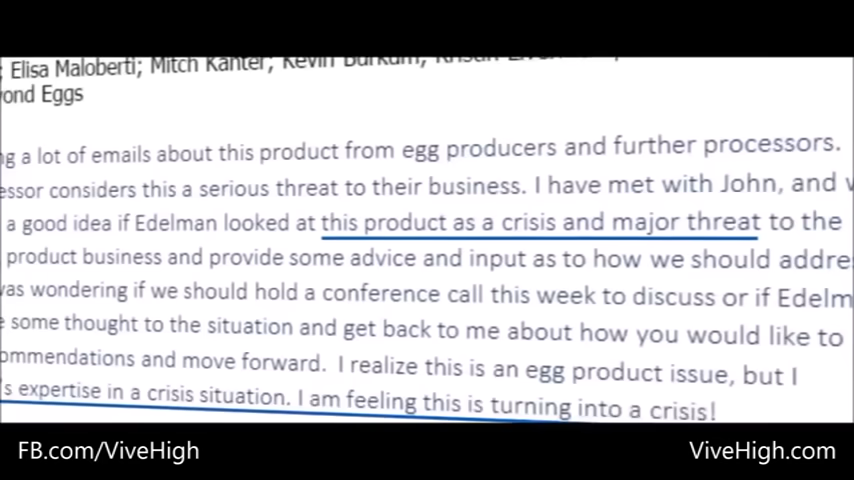 ; Elisa Maloberti; Mitch Kanter; Kevin Burkum;
ond Eggs
ng a lot of emails about this product from egg producers and further processors.
essor considers this a serious threat to their business. I have met with John, and w
a good idea if Edelman looked at this product as a crisis and major threat to the
product business and provide some advice and input as to how we should addre
was wondering if we should hold a conference call this week to discuss or if Edelm
some thought to the situation and get back to me about how you would like to
ommendations and move forward. I realize this is an egg product issue, but I
's expertise in a crisis situation. I am feeling this is turning into a crisis!
FB.com/ViveHigh
ViveHigh.com